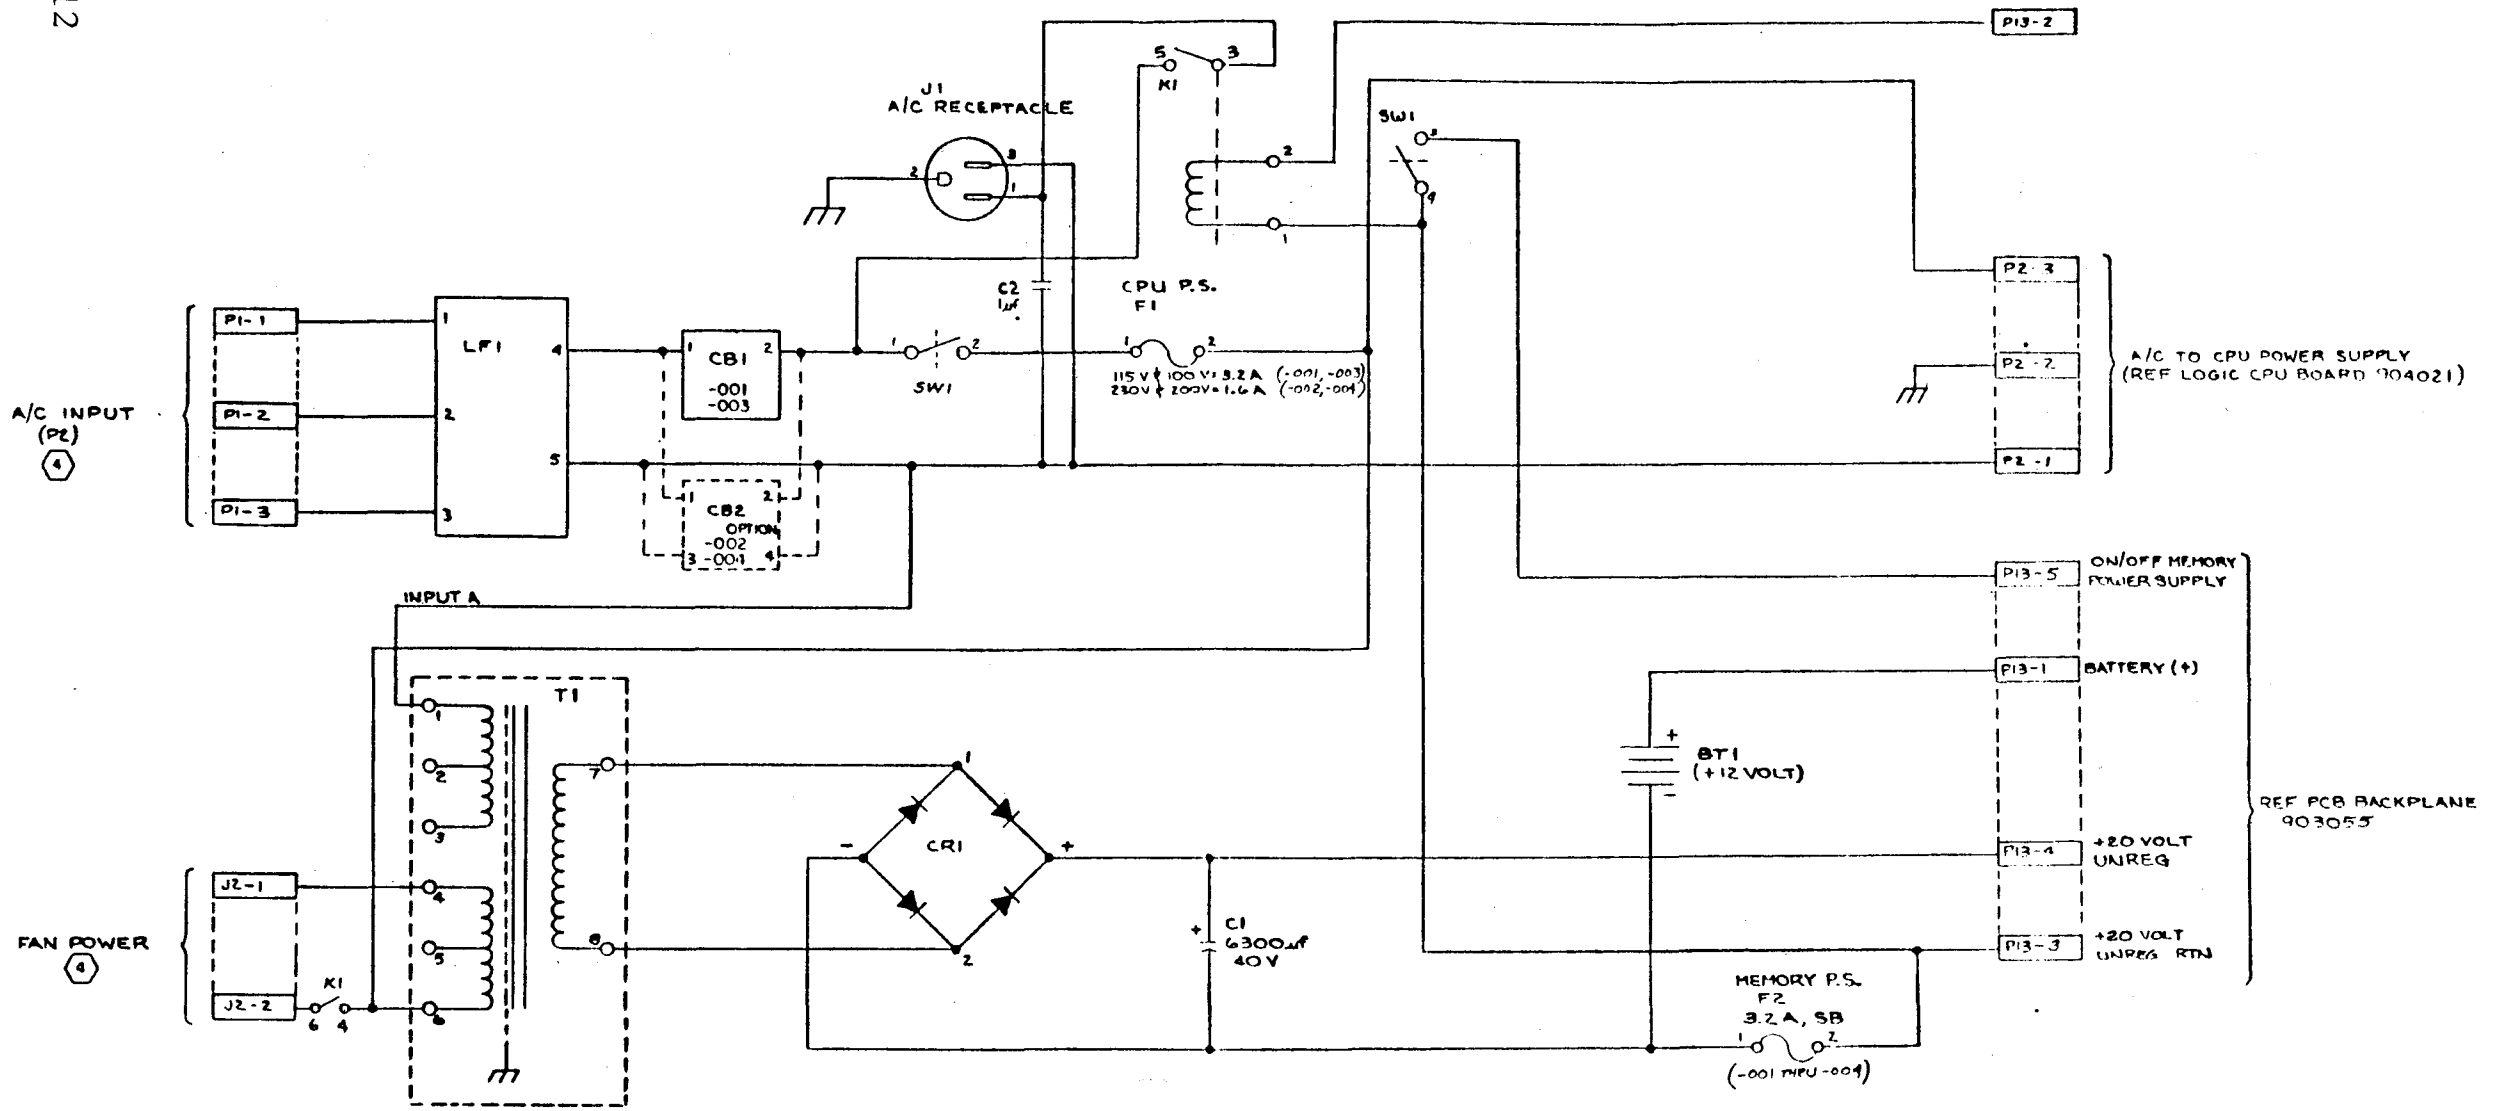 12
P13-2
5
3
K1
J1
A/C RECEPTACLE
SW1
3
4
3
2
1
2
1
P2-3
C2
1µf
CPU P.S.
F1
P1-1
1
LF1
4
1
CB1
2
-001
-003
1
2
SW1
1
2
115V & 100V=3.2A (-001,-003)
230V & 200V=1.6A (-002,-004)
P2-2
A/C TO CPU POWER SUPPLY
(REF LOGIC CPU BOARD 904021)
A/C INPUT
(P2)
4
P1-2
2
5
P2-1
P1-3
3
1
2
CB2
OPTION
-002
3
-004
4
P13-5
ON/OFF MEMORY
POWER SUPPLY
INPUT A
P13-1
BATTERY (+)
T1
1
2
3
4
5
6
7
8
1
-
CR1
+
2
+
BT1
(+12 VOLT)
-
REF PCB BACKPLANE
903055
P13-4
+20 VOLT
UNREG
J2-1
FAN POWER
4
J2-2
K1
6
4
+
C1
6300µf
40V
P13-3
+20 VOLT
UNREG RTN
MEMORY P.S.
F2
3.2A, SB
1
2
(-001 THRU -004)